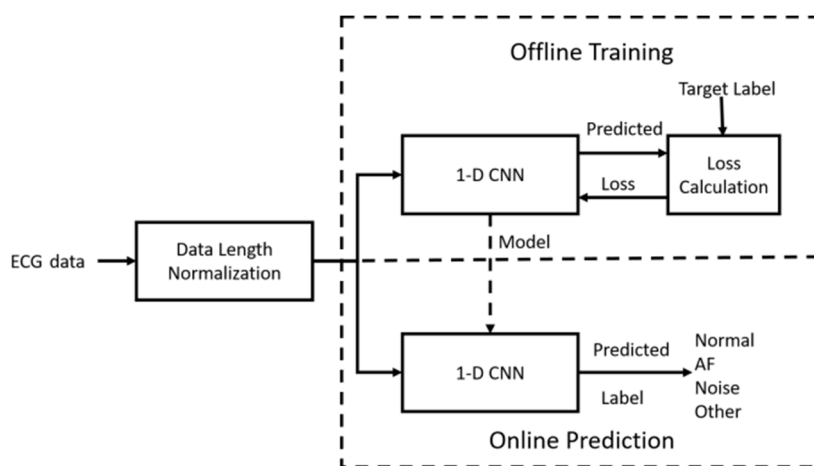 Offline Training
Target Label
Predicted
1-D CNN
Loss
Calculation
Loss
Model
ECG data
Data Length
Normalization
1-D CNN
Predicted
Label
Normal
AF
Noise
Other
Online Prediction